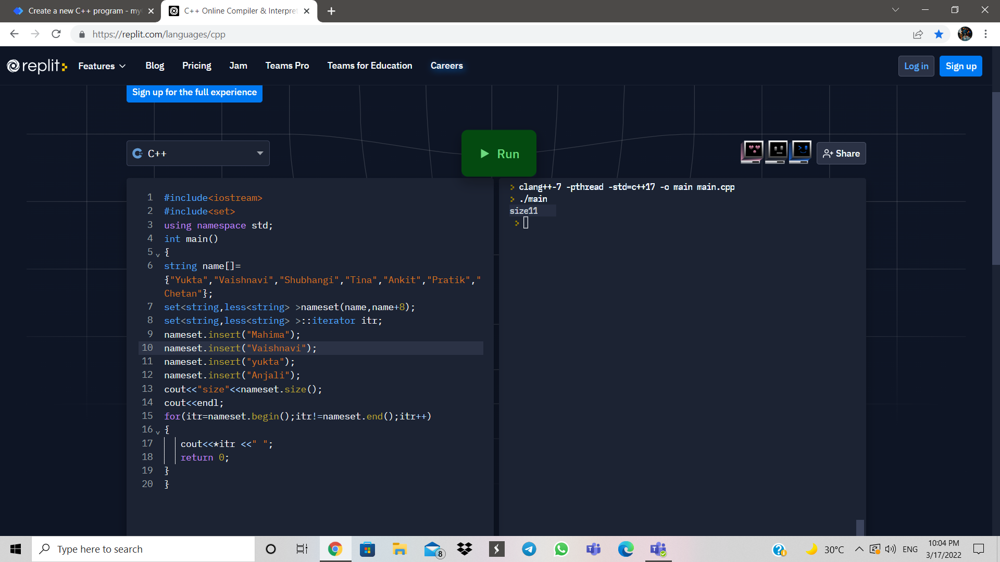 Create a new C++ program - my
C++ Online Compiler & Interpret
https://replit.com/languages/cpp
replit
Features
Blog
Pricing
Jam
Teams Pro
Teams for Education
Careers
Log in
Sign up
Sign up for the full experience
C++
Run
Share
1 #include<iostream>
2 #include<set>
3 using namespace std;
4 int main()
5 {
6 string name[]=
{"Yukta","Vaishnavi","Shubhangi","Tina","Ankit","Pratik","
Chetan"};
7 set<string,less<string> >nameset(name,name+8);
8 set<string,less<string> >::iterator itr;
9 nameset.insert("Mahima");
10 nameset.insert("Vaishnavi");
11 nameset.insert("yukta");
12 nameset.insert("Anjali");
13 cout<<"size"<<nameset.size();
14 cout<<endl;
15 for(itr=nameset.begin();itr!=nameset.end();itr++)
16 {
17 cout<<*itr <<" ";
18 return 0;
19 }
20 }
> clang++-7 -pthread -std=c++17 -o main main.cpp
> ./main
size11
>
Type here to search
8
30°C
ENG
10:04 PM
3/17/2022